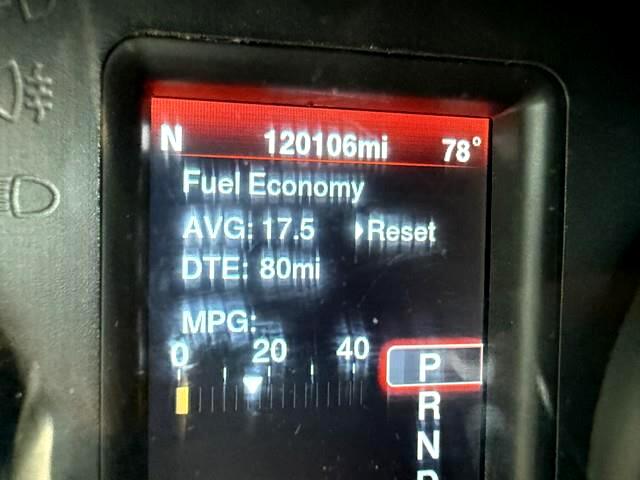 N 120106mi 78°
Fuel Economy
AVG: 17.5 Reset
DTE: 80mi
MPG:
0 20 40
P
R
N